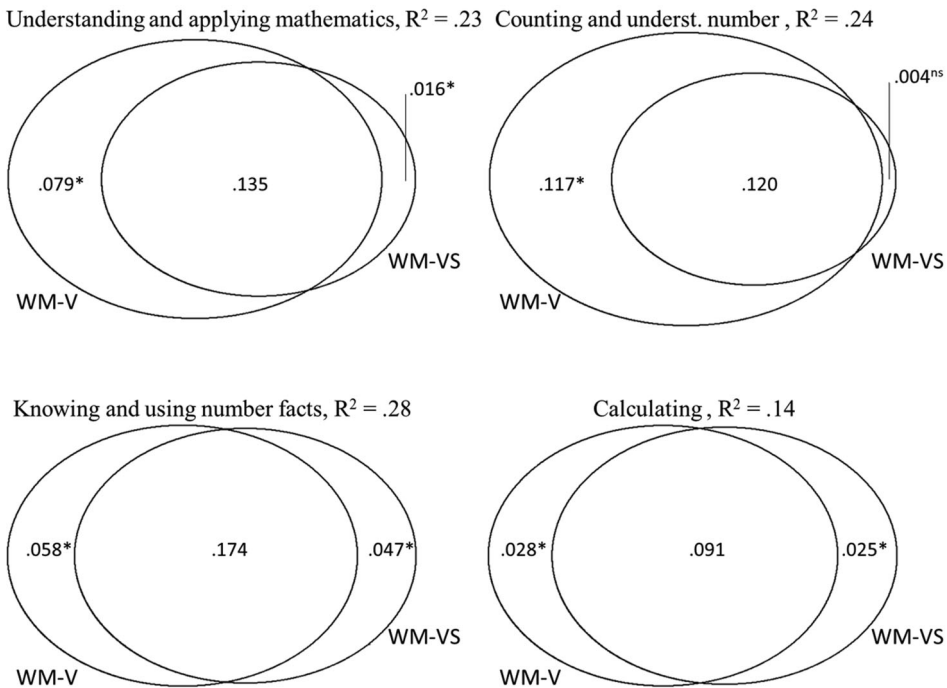 Understanding and applying mathematics, R² = .23
.016*
.079*
.135
WM-VS
WM-V
Counting and underst. number , R² = .24
.004ⁿˢ
.117*
.120
WM-VS
WM-V
Knowing and using number facts, R² = .28
.058*
.174
.047*
WM-VS
WM-V
Calculating , R² = .14
.028*
.091
.025*
WM-VS
WM-V